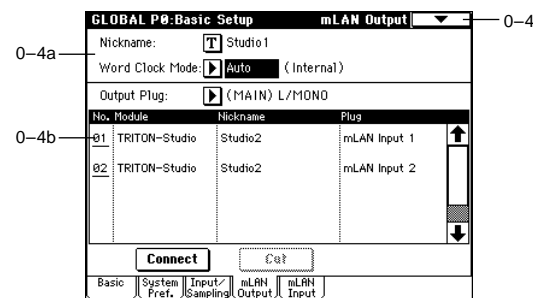 GLOBAL P0:Basic Setup mLAN Output 0–4
0–4a Nickname: T Studio1
Word Clock Mode: Auto (Internal)
Output Plug: (MAIN) L/MONO
No. Module Nickname Plug
0–4b 01 TRITON-Studio Studio2 mLAN Input 1
02 TRITON-Studio Studio2 mLAN Input 2
Connect Cut
Basic System Pref. Input/Sampling mLAN Output mLAN Input